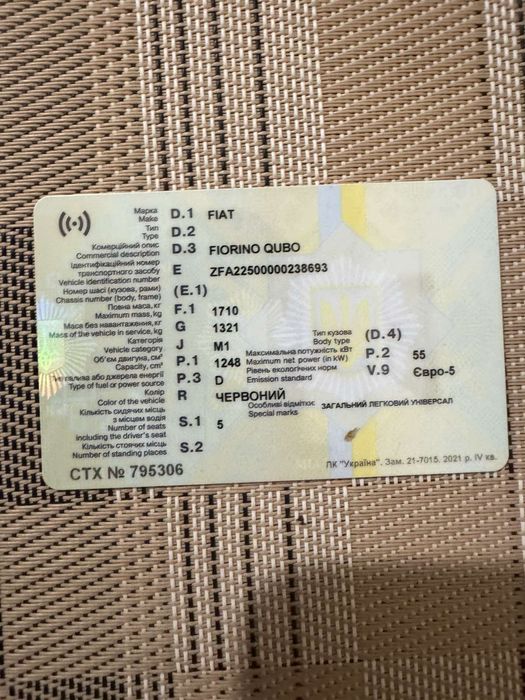 Марка D.1 FIAT
Make
Тип D.2
Type
Комерційний опис D.3 FIORINO QUBO
Commercial description
Ідентифікаційний номер
транспортного засобу E ZFA22500000238693
Vehicle identification number
Номер шасі (кузова, рами) (E.1)
Chassis number (body, frame)
Повна маса,кг F.1 1710
Maximum mass,kg
Маса без навантаження, кг G 1321
Mass of the vehicle in service, kg
Категорія J M1
Vehicle category
Об'єм двигуна, см³ P.1 1248
Capacity, cm³
Тип палива або джерела енергії P.3 D
Type of fuel or power source
Колір R ЧЕРВОНИЙ
Color of the vehicle
Кількість сидячих місць
з місцем водія S.1 5
Number of seats
including the driver's seat
Кількість стоячих місць S.2
Number of standing places
Тип кузова (D.4)
Body type
Максимальна потужність кВт P.2 55
Maximum net power (in kW)
Рівень екологічних норм V.9 Євро-5
Emission standard
Особливі відмітки ЗАГАЛЬНИЙ ЛЕГКОВИЙ УНІВЕРСАЛ
Special marks
СТХ № 795306
ПК "Україна". Зам. 21-7015. 2021 р. IV кв.